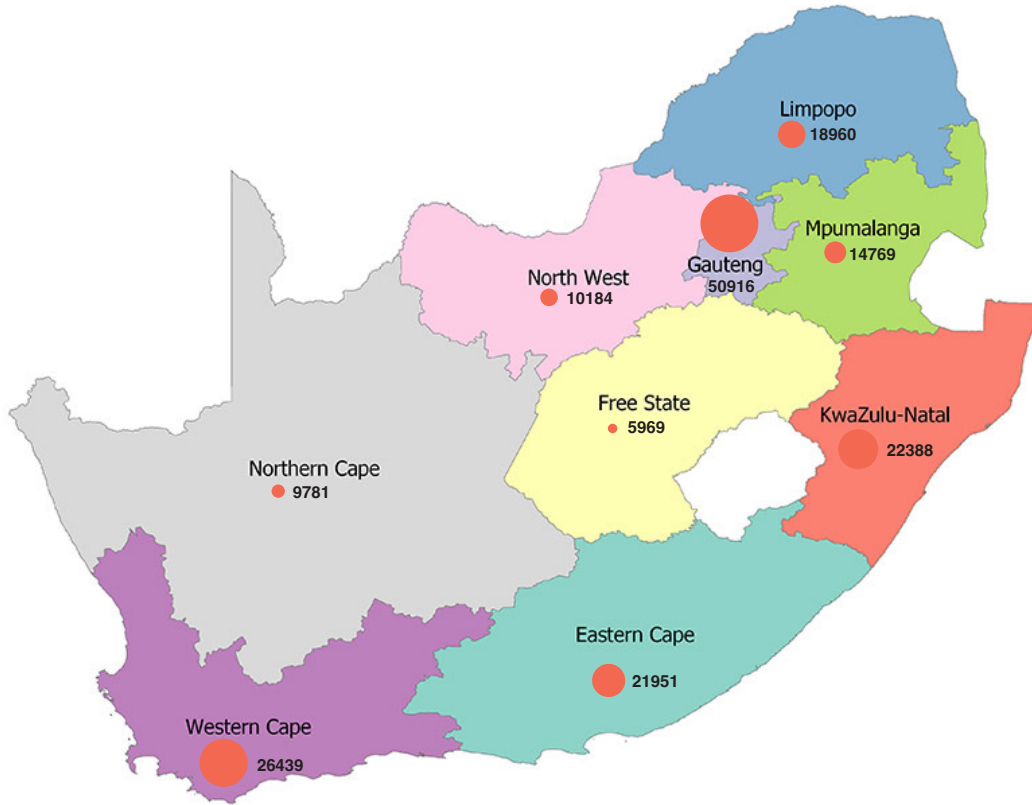 Limpopo
18960
Mpumalanga
14769
Gauteng
50916
North West
10184
Free State
5969
KwaZulu-Natal
22388
Northern Cape
9781
Eastern Cape
21951
Western Cape
26439